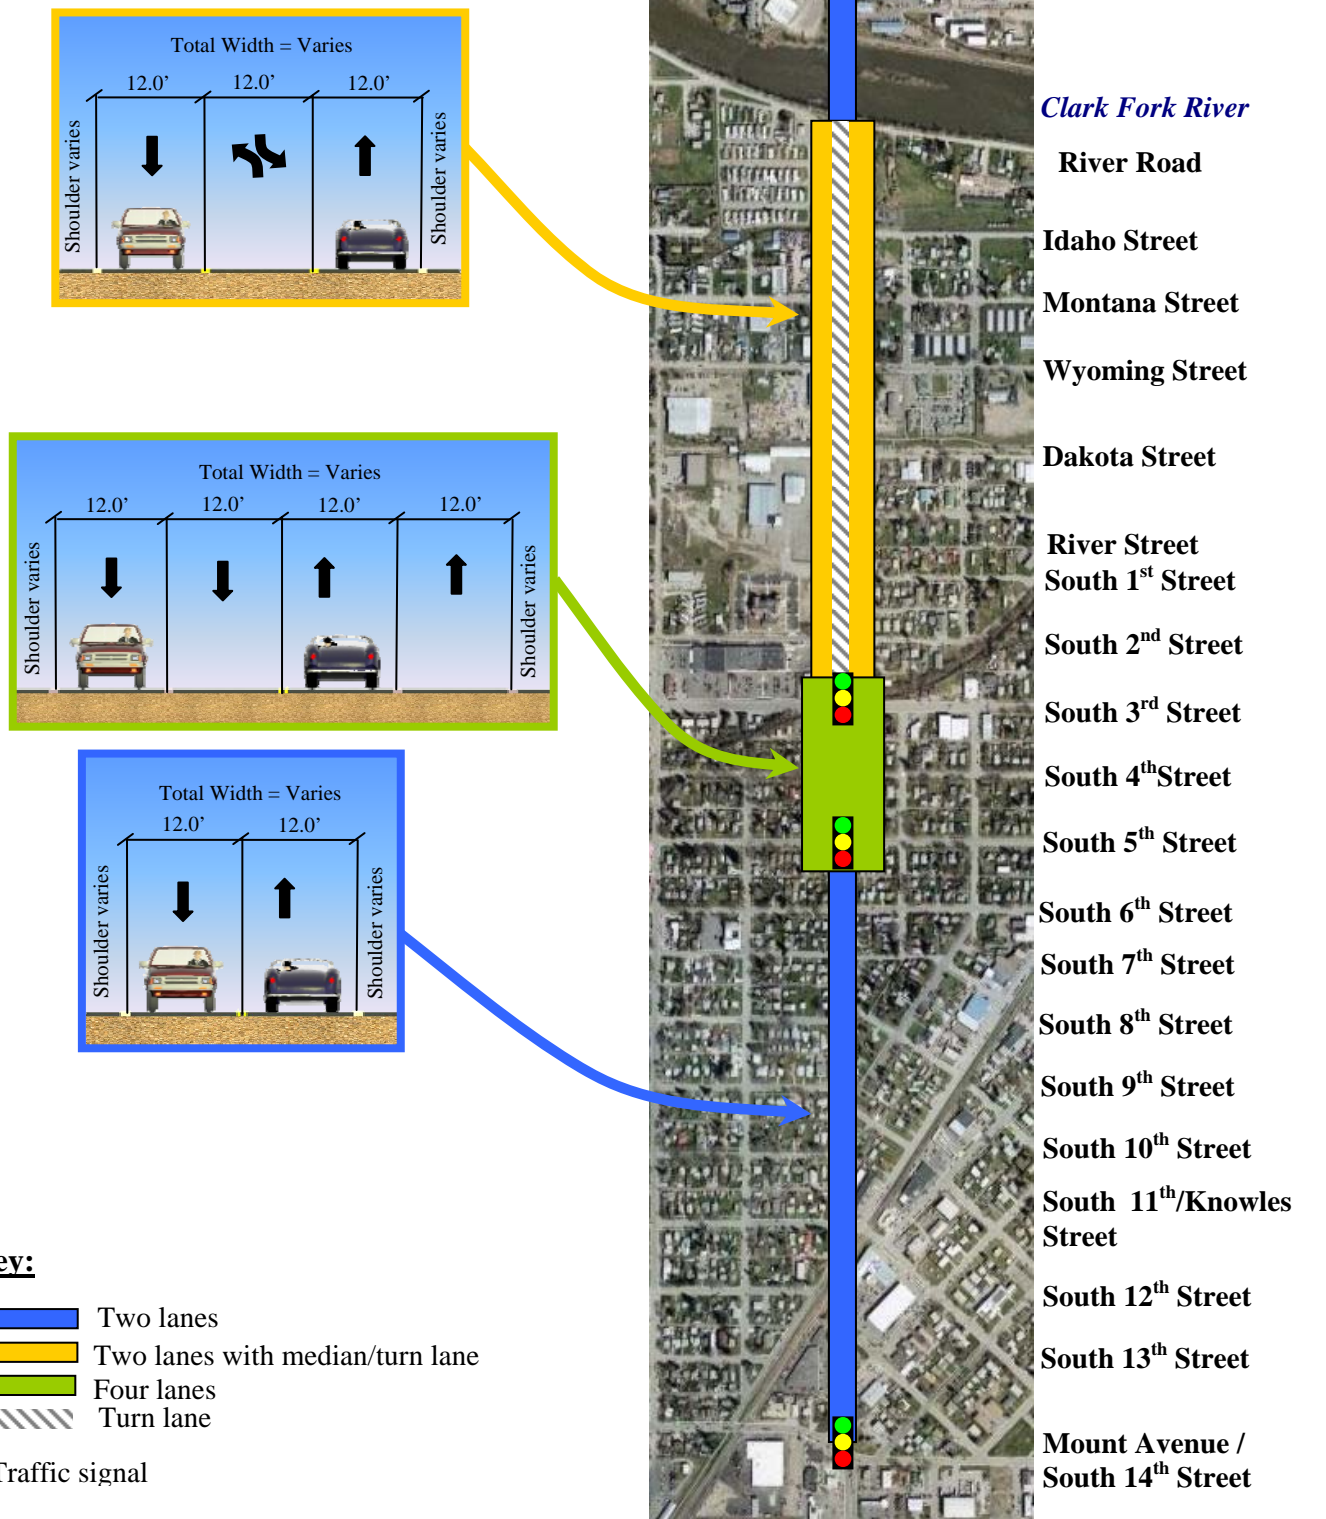 Total Width = Varies
12.0’ 12.0’ 12.0’
Shoulder varies
Shoulder varies
Total Width = Varies
12.0’ 12.0’ 12.0’ 12.0’
Shoulder varies
Shoulder varies
Total Width = Varies
12.0’ 12.0’
Shoulder varies
Shoulder varies
ey:
Two lanes
Two lanes with median/turn lane
Four lanes
Turn lane
Traffic signal
Clark Fork River
River Road
Idaho Street
Montana Street
Wyoming Street
Dakota Street
River Street
South 1st Street
South 2nd Street
South 3rd Street
South 4thStreet
South 5th Street
South 6th Street
South 7th Street
South 8th Street
South 9th Street
South 10th Street
South 11th/Knowles
Street
South 12th Street
South 13th Street
Mount Avenue /
South 14th Street